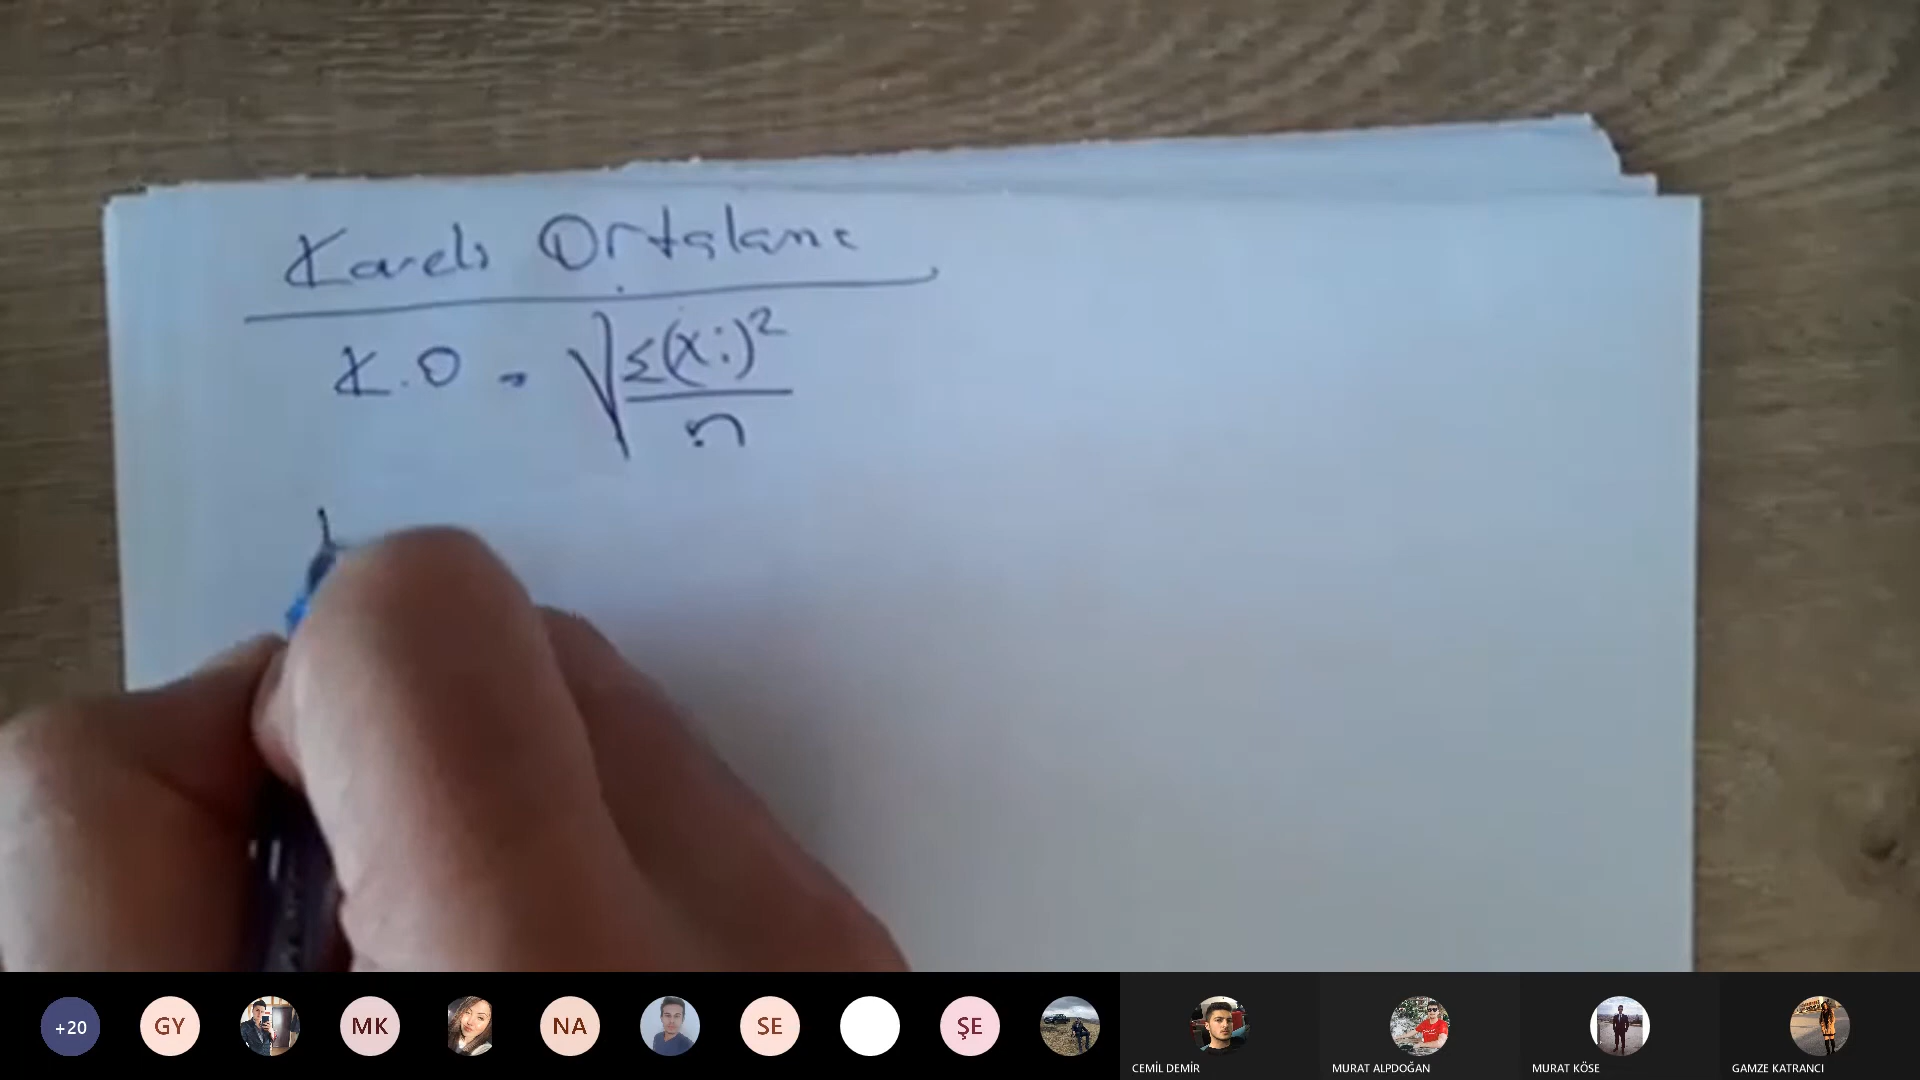 Kareli Ortalama
K.O = √Σ(xi)²
n
+20 GY MK NA SE ŞE
CEMİL DEMİR MURAT ALPDOĞAN MURAT KÖSE GAMZE KATRANCI